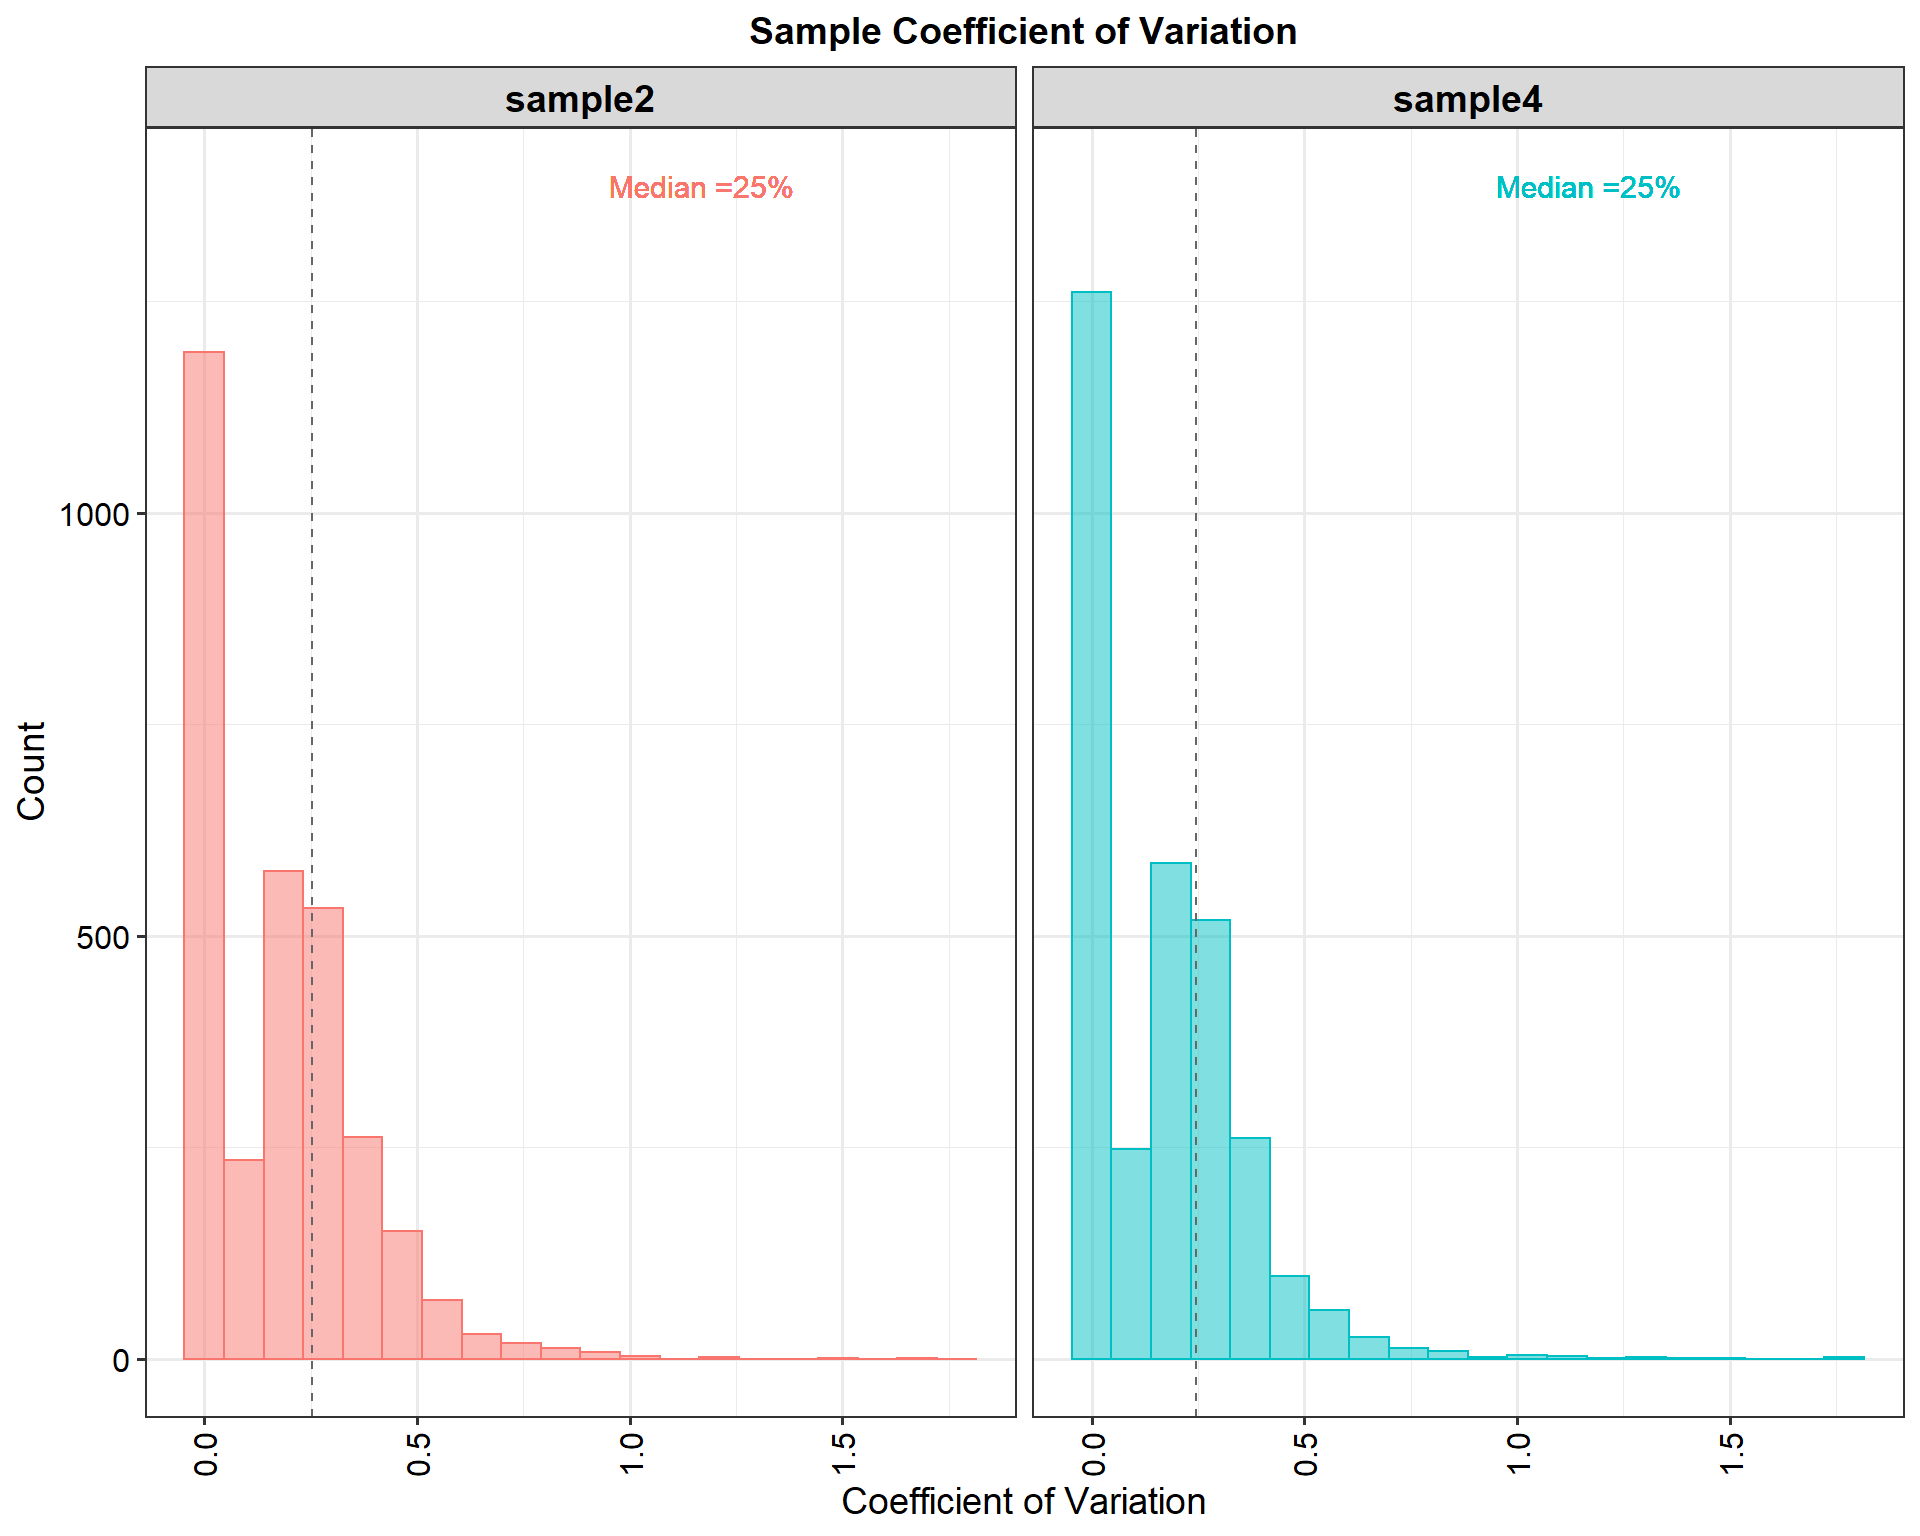 Sample Coefficient of Variation
sample2
sample4
Median =25%
Median =25%
1000
500
0
Count
0.0
0.5
1.0
1.5
0.0
0.5
1.0
1.5
Coefficient of Variation